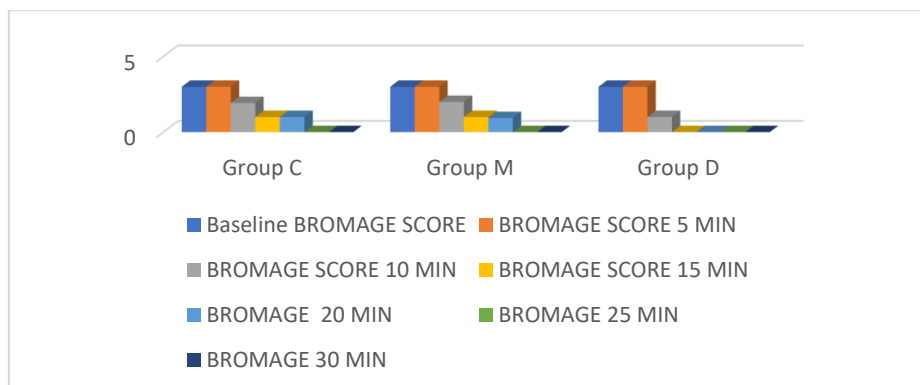 5
0
Group C Group M Group D
Baseline BROMAGE SCORE BROMAGE SCORE 5 MIN
BROMAGE SCORE 10 MIN BROMAGE SCORE 15 MIN
BROMAGE  20 MIN BROMAGE 25 MIN
BROMAGE 30 MIN